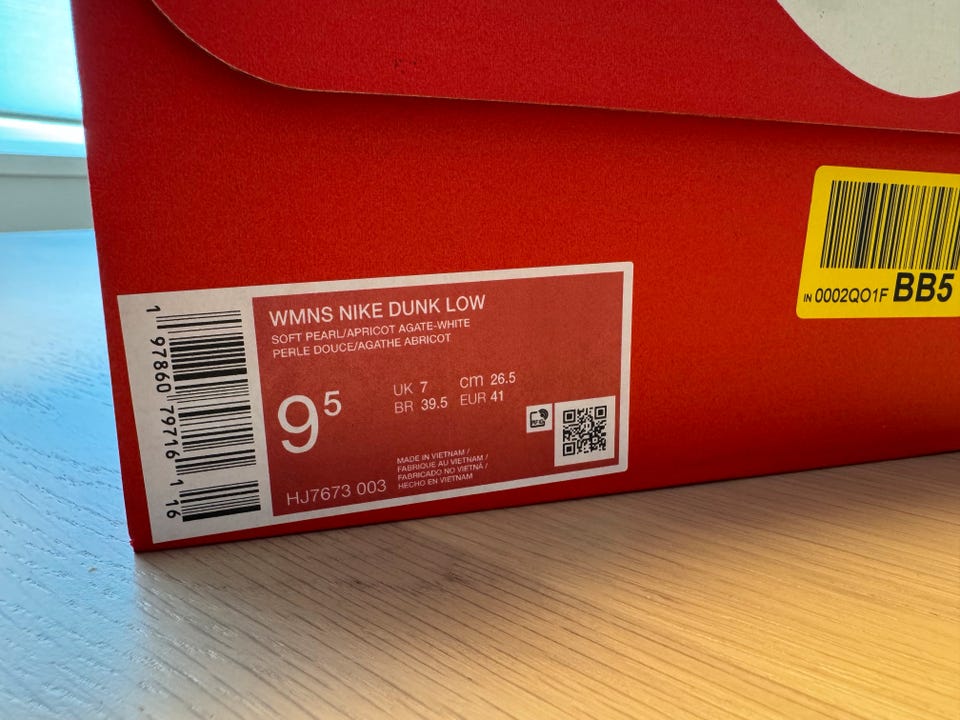 WMNS NIKE DUNK LOW
SOFT PEARL/APRICOT AGATE-WHITE
PERLE DOUCE/AGATHE ABRICOT
9⁵
UK 7 cm 26.5
BR 39.5 EUR 41
MADE IN VIETNAM /
FABRIQUE AU VIETNAM /
FABRICADO NO VIETNÃ /
HECHO EN VIETNAM
HJ7673 003
1 97860 79716 1 16
IN 0002QO1F BB5